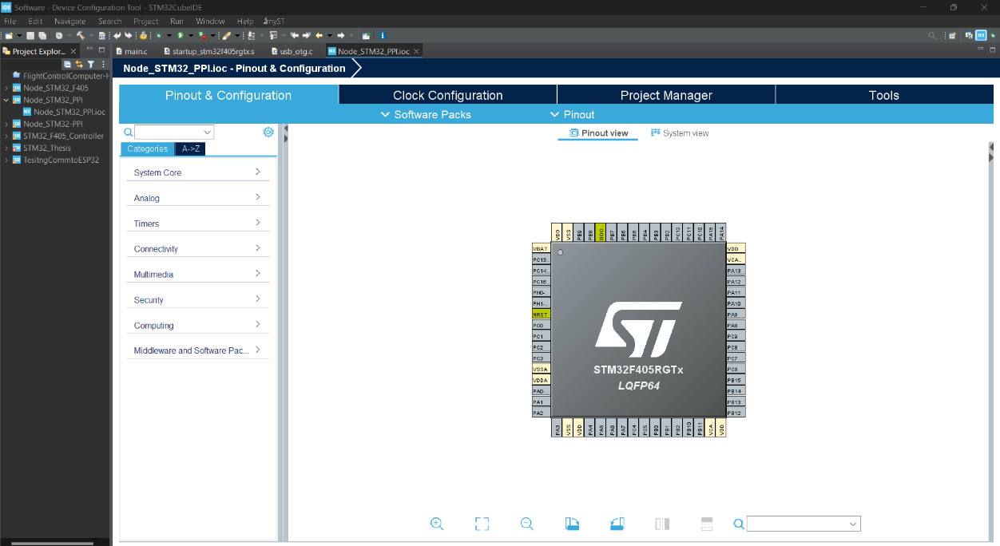 IDE Software - Device Configuration Tool - STM32CubeIDE
File Edit Navigate Search Project Run Window Help myST
Project Explor... main.c startup_stm32f405rgtx.s usb_otg.c MX Node_STM32_PPI.ioc
Node_STM32_PPI.ioc - Pinout & Configuration
FlightControlComputer-H
Node_STM32_F405
Node_STM32_PPI
MX Node_STM32_PPI.ioc
Node_STM32-PPI
STM32_F405_Controller
STM32_Thesis
TesitngCommtoESP32
Pinout & Configuration Clock Configuration Project Manager Tools
Software Packs Pinout
Pinout view System view
Categories A->Z
System Core
Analog
Timers
Connectivity
Multimedia
Security
Computing
Middleware and Software Pac...
VDD VSS PB9 PB8 BOO. PB7 PB6 PB5 PB4 PB3 PD2 PC12 PC11 PC10 PA15 PA14
VBAT
PC13..
PC14..
PC15
PH0-..
PH1-..
NRST
PC0
PC1
PC2
PC3
VSSA
VDDA
PA0-.
PA1
PA2
VDD
VCA..
PA13
PA12
PA11
PA10
PA9
PA8
PC9
PC8
PC7
PC6
PB15
PB14
PB13
PB12
ST
STM32F405RGTx
LQFP64
PA3 VSS VDD PA4 PA5 PA6 PA7 PC4 PC5 PB0 PB1 PB2 PB10 PB11 VCA. VDD